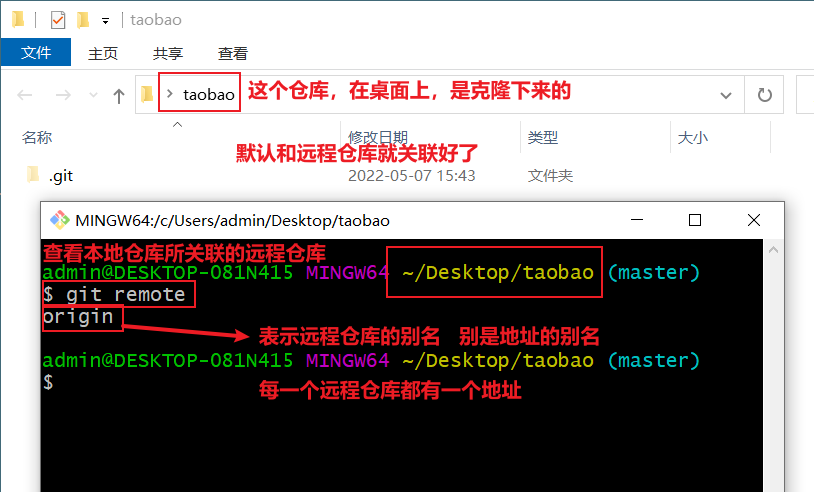 taobao
文件 主页 共享 查看
taobao 这个仓库，在桌面上，是克隆下来的
名称 修改日期 类型 大小
默认和远程仓库就关联好了
.git 2022-05-07 15:43 文件夹
MINGW64:/c/Users/admin/Desktop/taobao
查看本地仓库所关联的远程仓库
admin@DESKTOP-O81N415 MINGW64 ~/Desktop/taobao (master)
$ git remote
origin
表示远程仓库的别名 别是地址的别名
admin@DESKTOP-O81N415 MINGW64 ~/Desktop/taobao (master)
$
每一个远程仓库都有一个地址